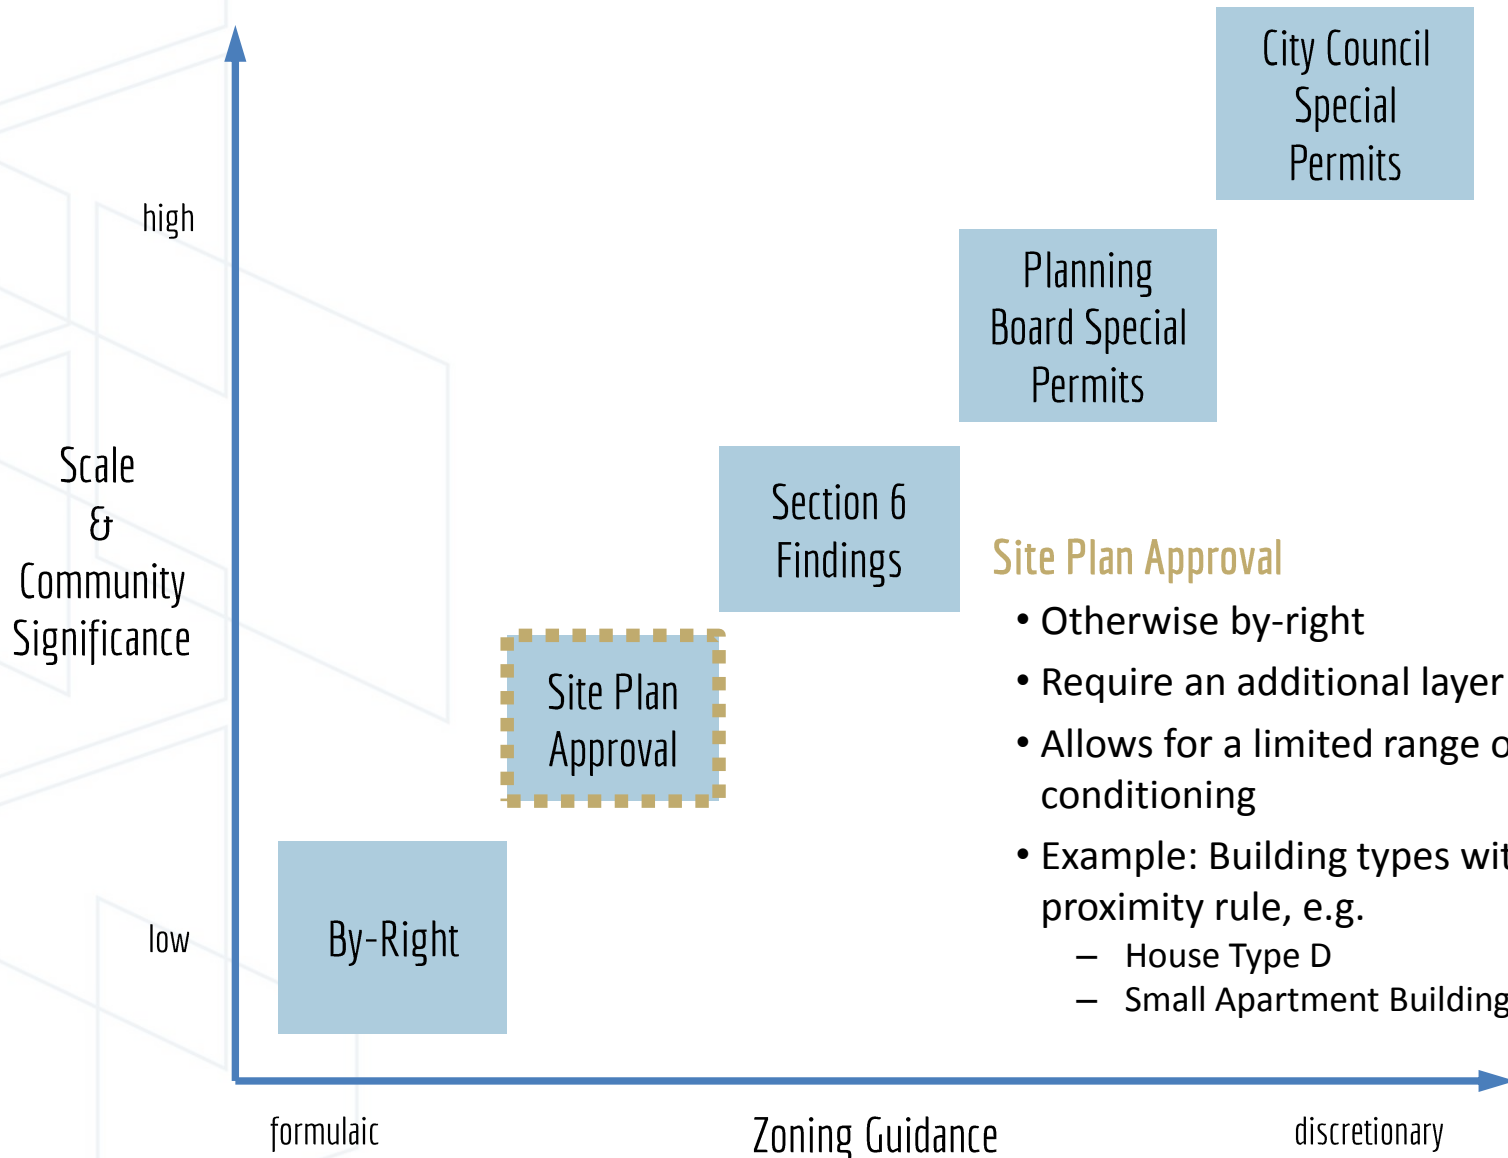 City Council
Special
Permits
high
Planning
Board Special
Permits
Scale
&
Community
Significance
Section 6
Findings
Site Plan
Approval
Site Plan Approval
• Otherwise by-right
• Require an additional layer
• Allows for a limited range
conditioning
• Example: Building types
proximity rule, e.g.
– House Type D
– Small Apartment Building
low
By-Right
formulaic
Zoning Guidance
discretionary